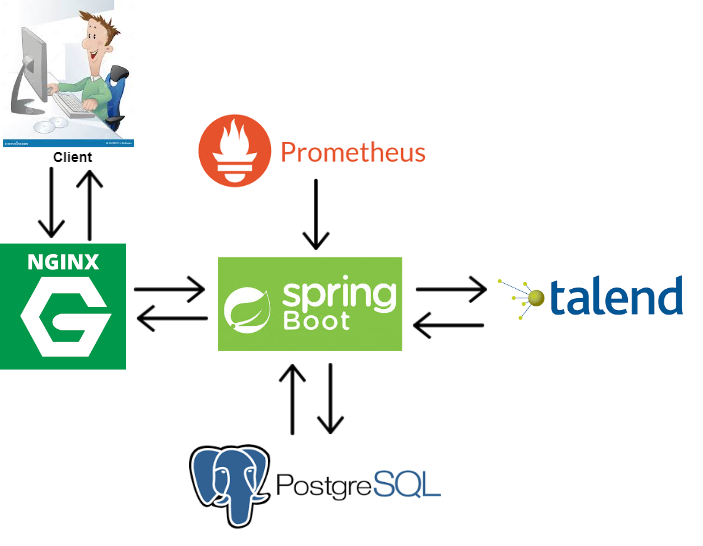 Client
Prometheus
NGINX
spring
Boot
talend
PostgreSQL